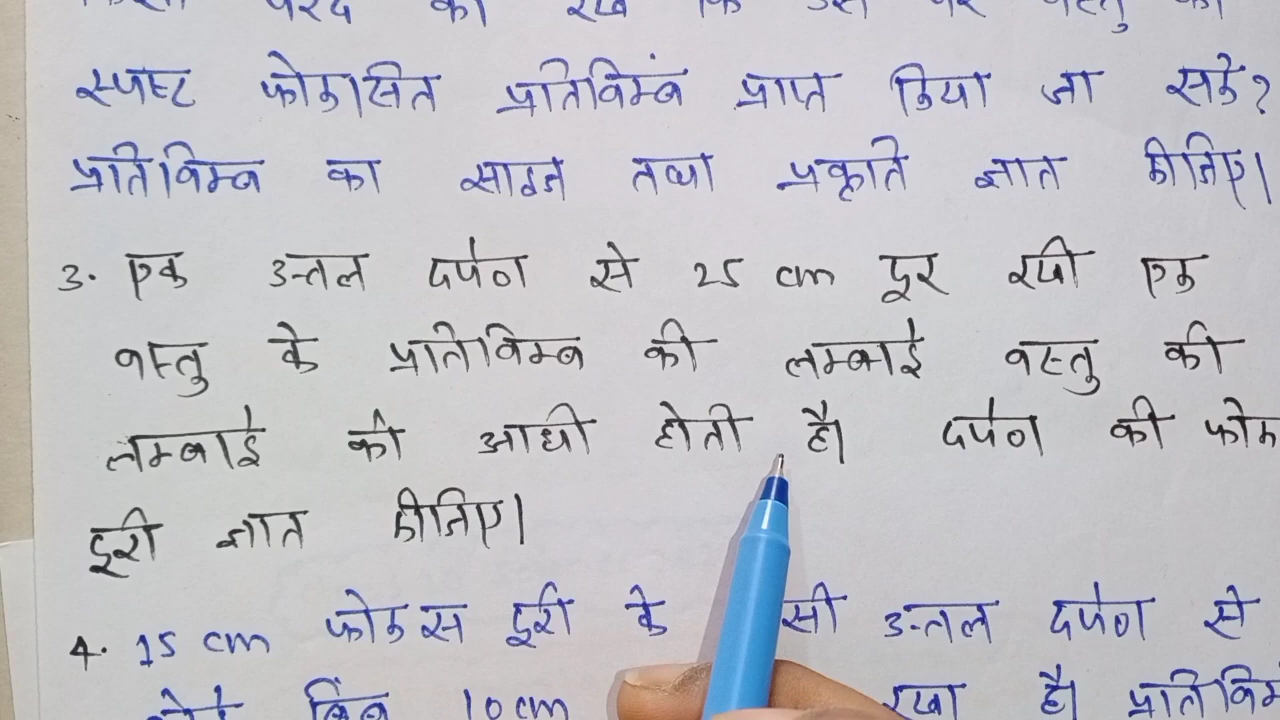 स्पष्ट फोकसित प्रतिबिम्बं प्राप्त किया जा सके?
प्रतिबिम्ब का साइज तथा प्रकृति ज्ञात कीजिए।
3. एक उत्तल दर्पण से 25 cm दूर रखी एक
वस्तु के प्रतिबिम्ब की लम्बाई वस्तु की
लम्बाई की आधी होती है। दर्पण की फोक
दूरी ज्ञात कीजिए।
4. 15 cm फोकस दूरी के सी उत्तल दर्पण से
कोई बिंब 10 cm रखा है। प्रतिबिम